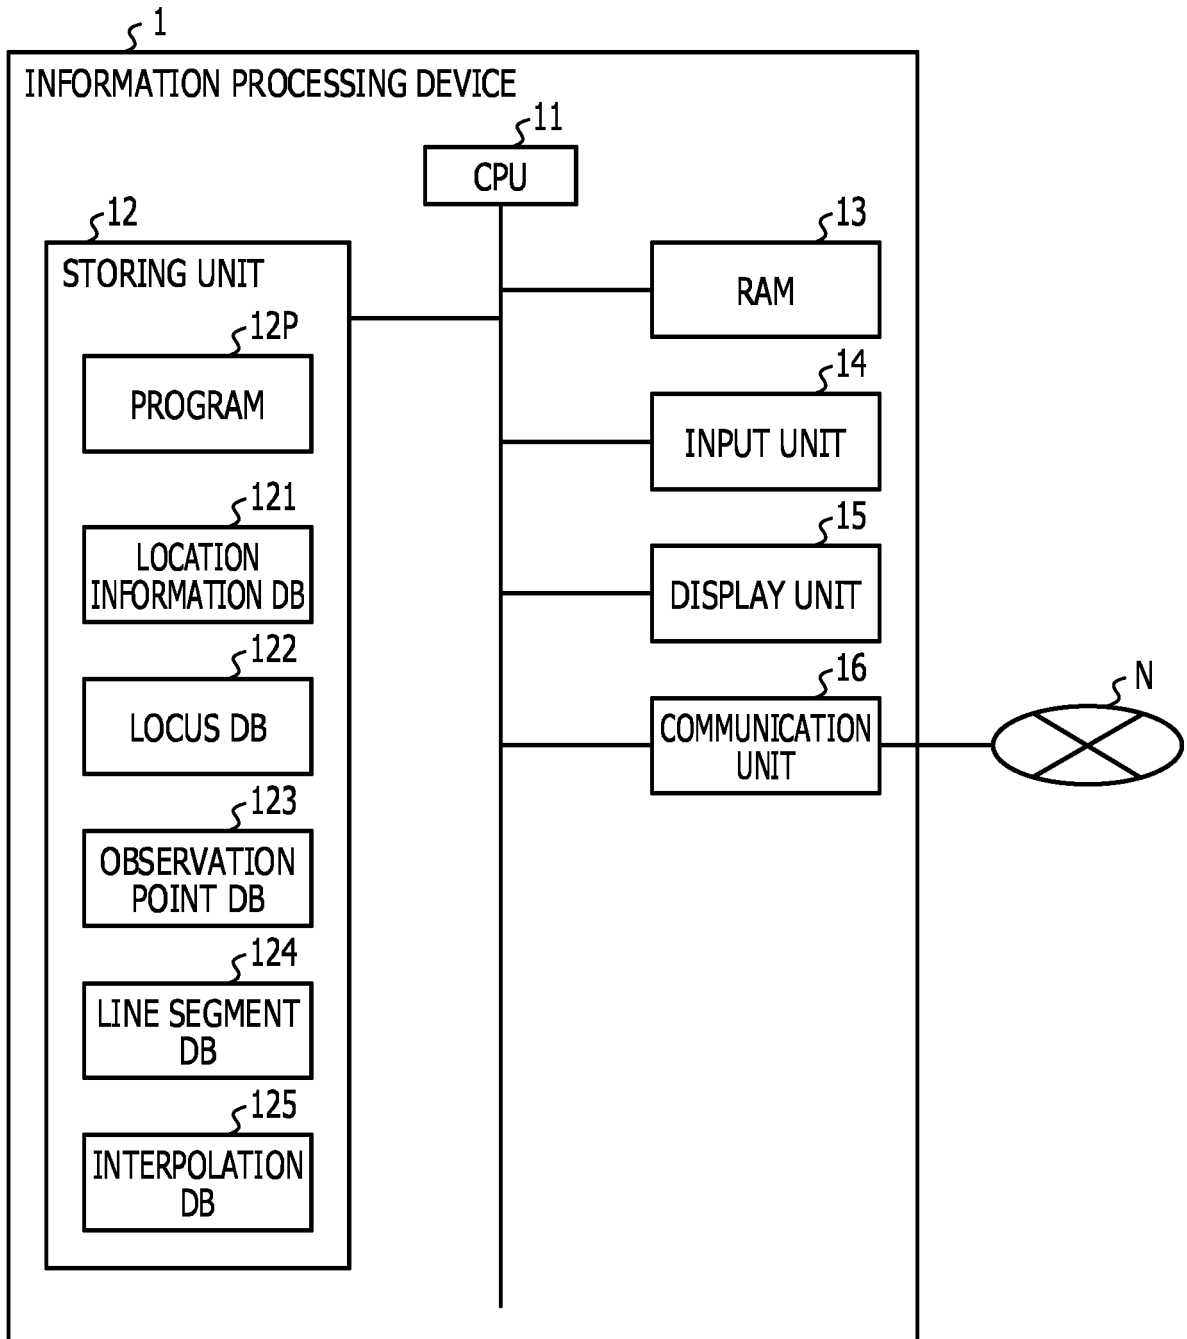 1
INFORMATION PROCESSING DEVICE
11
CPU
12
STORING UNIT
12P
PROGRAM
121
LOCATION
INFORMATION DB
122
LOCUS DB
123
OBSERVATION
POINT DB
124
LINE SEGMENT
DB
125
INTERPOLATION
DB
13
RAM
14
INPUT UNIT
15
DISPLAY UNIT
16
COMMUNICATION
UNIT
N